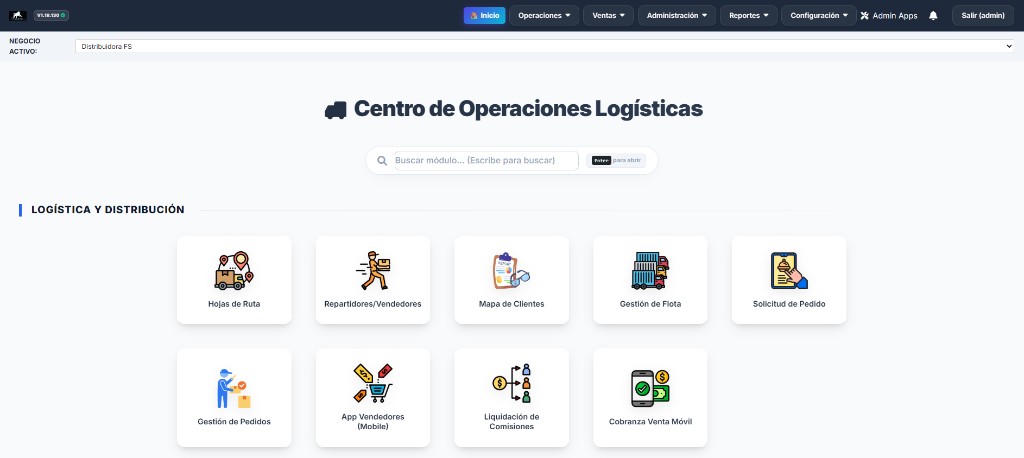 V1.18.130
Inicio
Operaciones
Ventas
Administración
Reportes
Configuración
Admin Apps
Salir (admin)
NEGOCIO
ACTIVO:
Distribuidora FS
Centro de Operaciones Logísticas
Buscar módulo... (Escribe para buscar)
Enter para abrir
LOGÍSTICA Y DISTRIBUCIÓN
Hojas de Ruta
Repartidores/Vendedores
Mapa de Clientes
Gestión de Flota
Solicitud de Pedido
Gestión de Pedidos
App Vendedores
(Mobile)
Liquidación de
Comisiones
Cobranza Venta Móvil